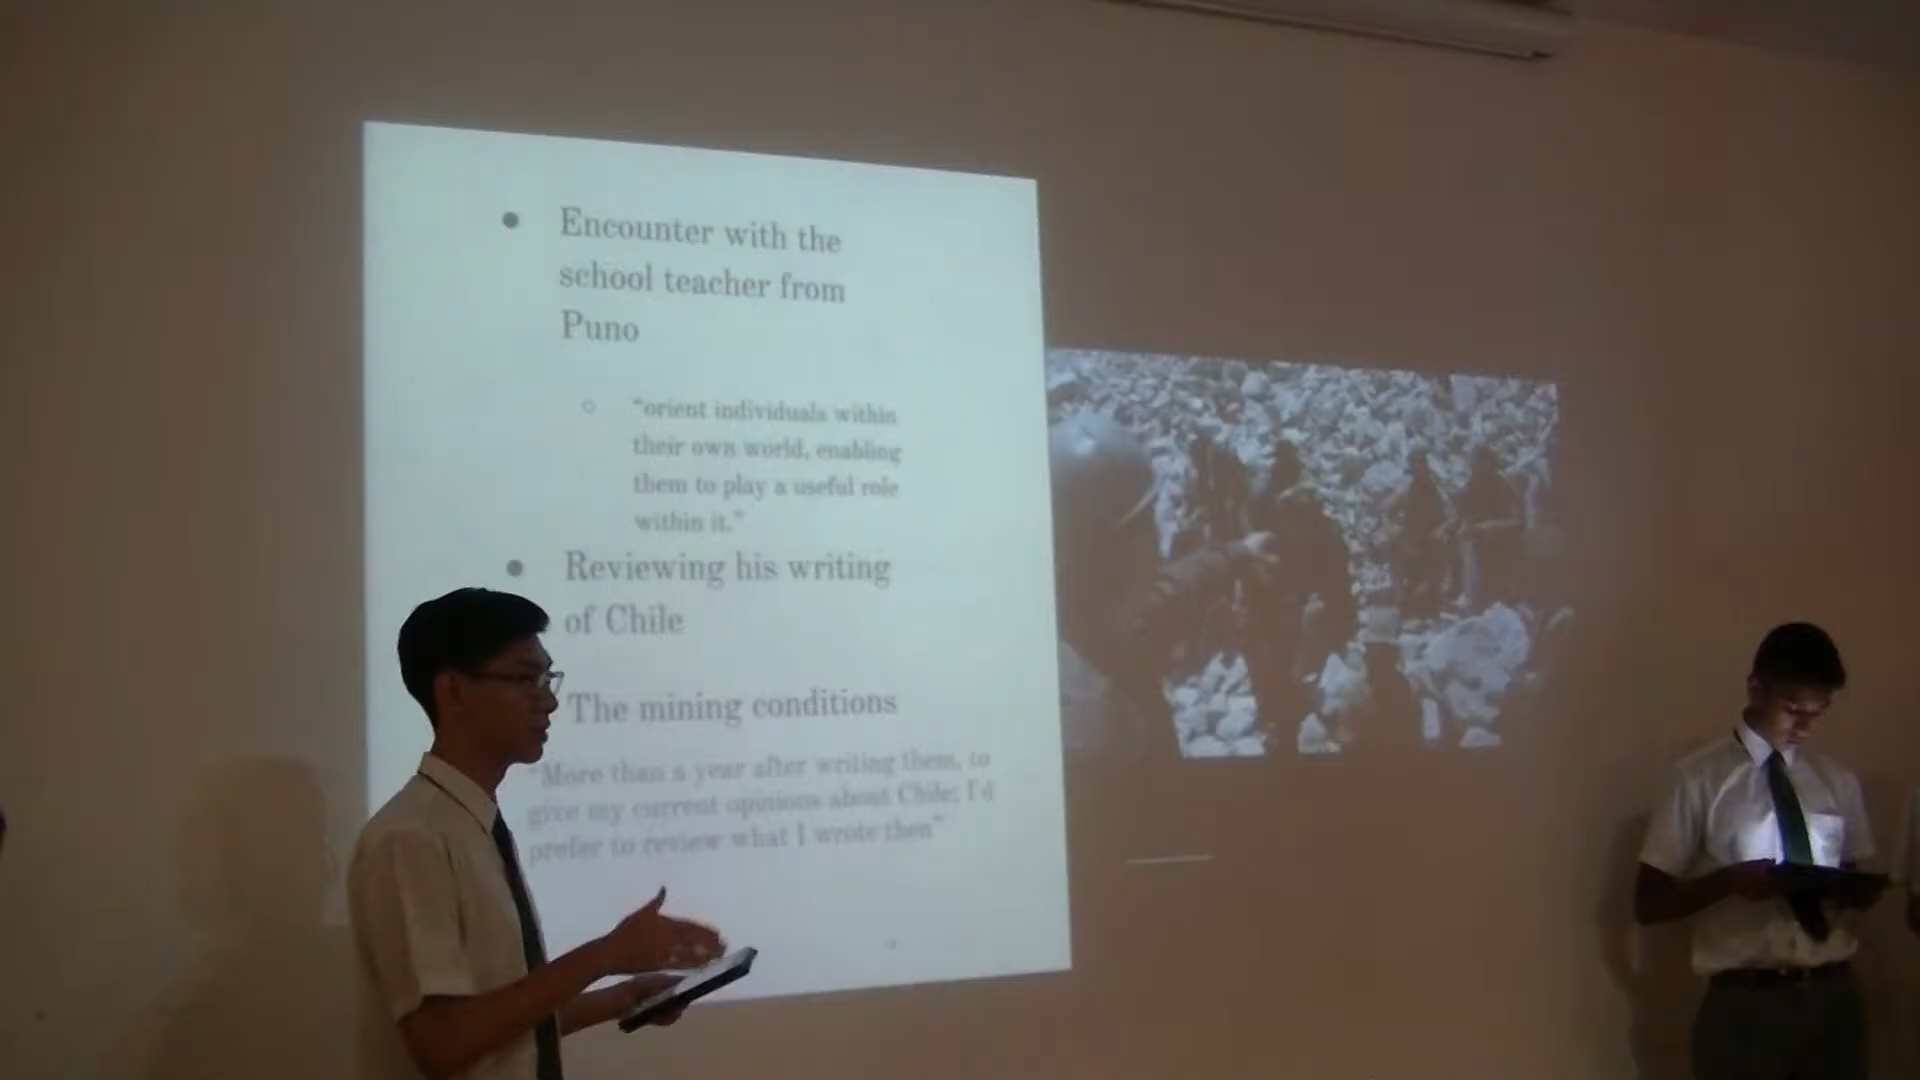 Encounter with the
school teacher from
Puno
"orient individuals within
their own world, enabling
them to play a useful role
within it."
Reviewing his writing
of Chile
The mining conditions
"More than a year after writing them, to
give my current opinions about Chile; I'd
prefer to review what I wrote then"